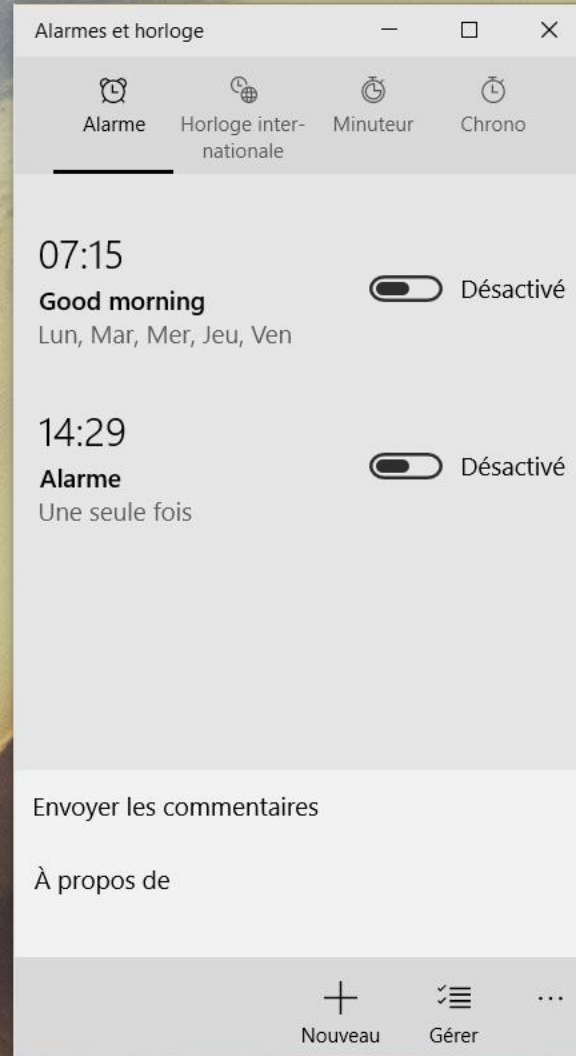 Alarmes et horloge
Alarme
Horloge inter-
nationale
Minuteur
Chrono
07:15
Good morning
Lun, Mar, Mer, Jeu, Ven
Désactivé
14:29
Alarme
Une seule fois
Désactivé
Envoyer les commentaires
À propos de
Nouveau
Gérer
...